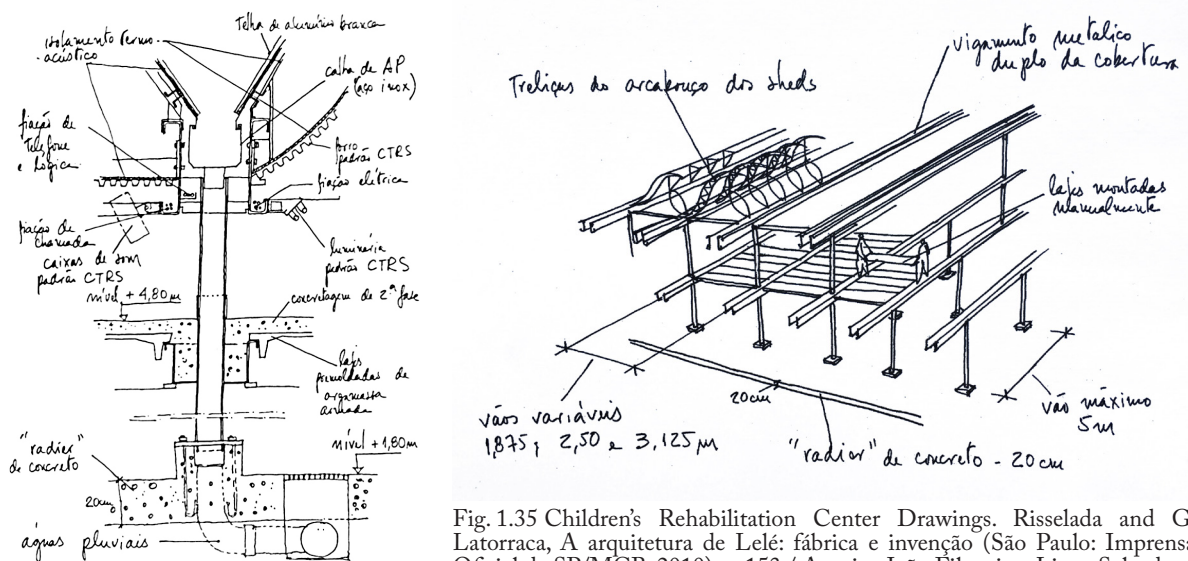 Telha de alumínio branca
isolamento termo-
-acústico
calha de AP
(aço inox)
fiação de
telefone
e lógica
forro
padrão CTRS
fiação elétrica
fiação de
chamada
caixas de som
padrão CTRS
luminária
padrão CTRS
nível + 4,80m
concretagem de 2ª fase
lajes
premoldadas de
argamassa
armada
"radier"
de concreto
nível +1,80m
20cm
águas pluviais
vigamento metalico
duplo da cobertura
Treliças do arcabouço dos sheds
lajes montadas
manualmente
20cm
vãos variáveis
1,875; 2,50 e 3,125m
vão máximo
5m
"radier" de concreto - 20cm
Fig. 1.35 Children's Rehabilitation Center Drawings. Risselada and G
Latorraca, A arquitetura de Lelé: fábrica e invenção (São Paulo: Imprensa